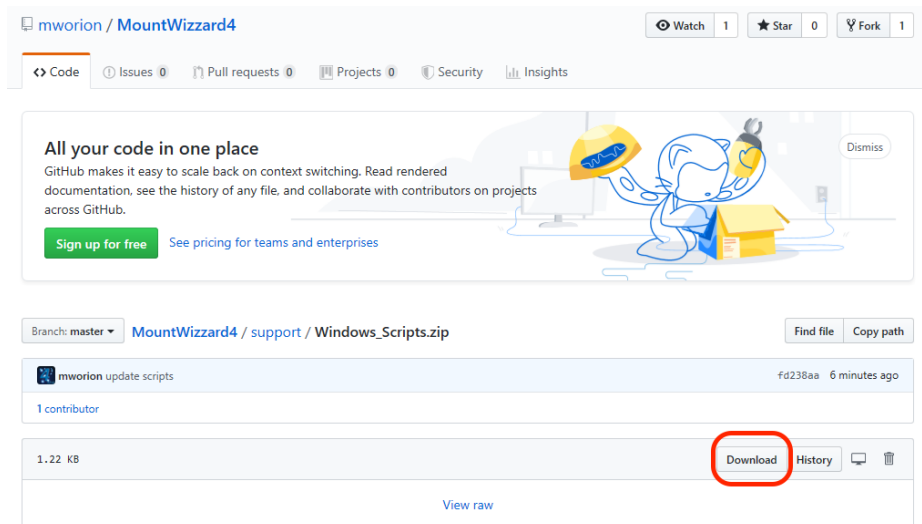 mworion / MountWizzard4
Watch 1 Star 0 Fork 1
Code Issues 0 Pull requests 0 Projects 0 Security Insights
All your code in one place
Dismiss
GitHub makes it easy to scale back on context switching. Read rendered
documentation, see the history of any file, and collaborate with contributors on projects
across GitHub.
Sign up for free See pricing for teams and enterprises
Branch: master MountWizzard4 / support / Windows_Scripts.zip Find file Copy path
mworion update scripts fd238aa 6 minutes ago
1 contributor
1.22 KB Download History
View raw